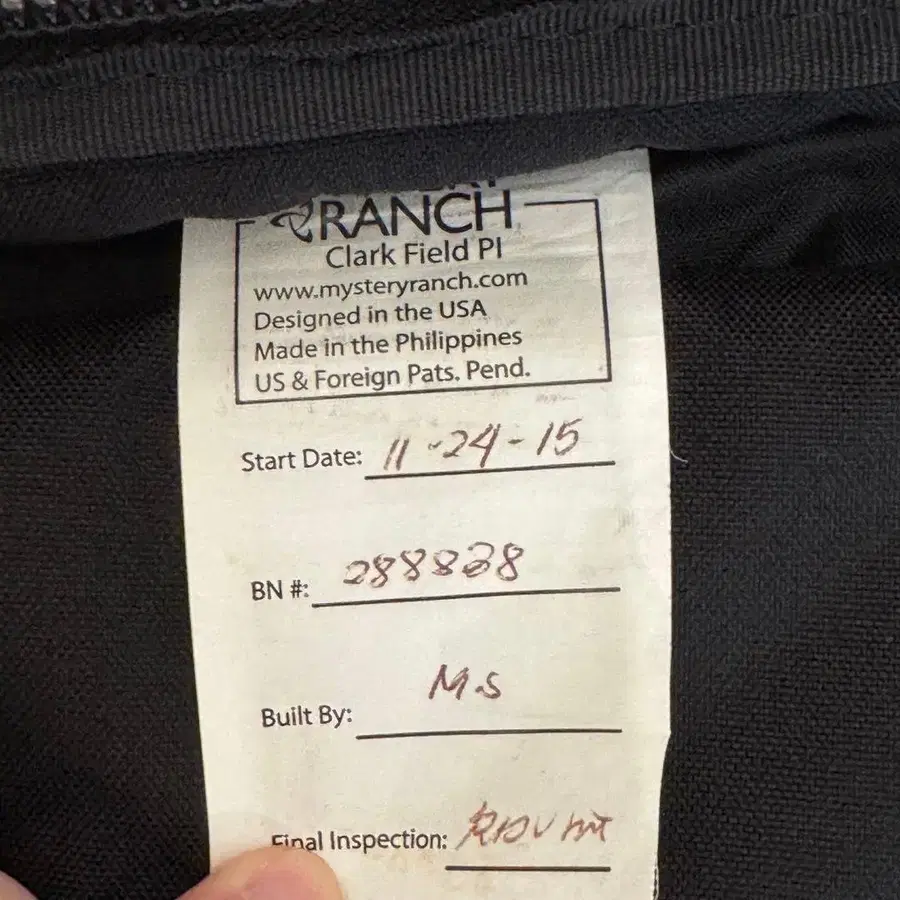 RANCH
Clark Field PI
www.mysteryranch.com
Designed in the USA
Made in the Philippines
US & Foreign Pats. Pend.
Start Date: 11-24-15
BN #: 288828
Built By: M.S
Final Inspection: